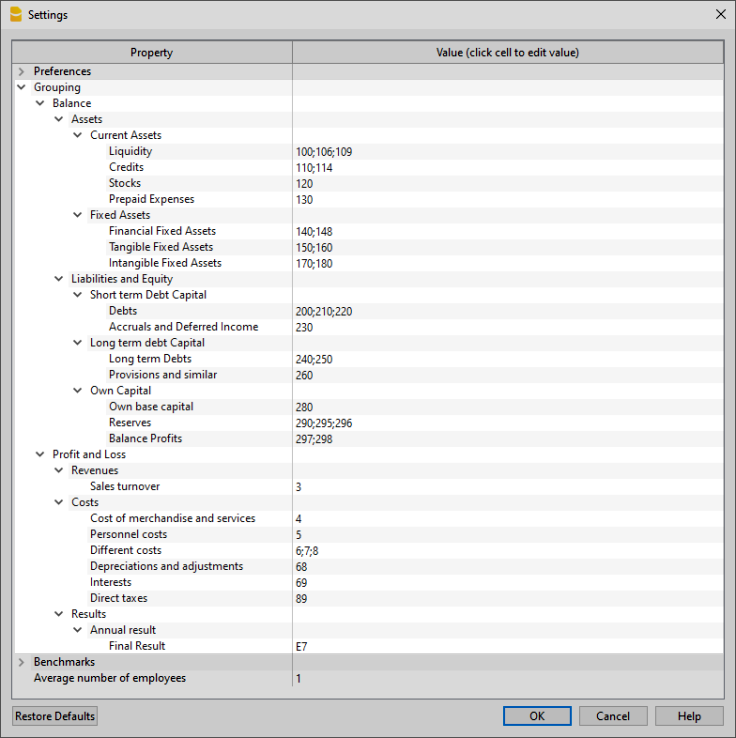 Settings
Property Value (click cell to edit value)
Preferences
Grouping
Balance
Assets
Current Assets
Liquidity 100;106;109
Credits 110;114
Stocks 120
Prepaid Expenses 130
Fixed Assets
Financial Fixed Assets 140;148
Tangible Fixed Assets 150;160
Intangible Fixed Assets 170;180
Liabilities and Equity
Short term Debt Capital
Debts 200;210;220
Accruals and Deferred Income 230
Long term debt Capital
Long term Debts 240;250
Provisions and similar 260
Own Capital
Own base capital 280
Reserves 290;295;296
Balance Profits 297;298
Profit and Loss
Revenues
Sales turnover 3
Costs
Cost of merchandise and services 4
Personnel costs 5
Different costs 6;7;8
Depreciations and adjustments 68
Interests 69
Direct taxes 89
Results
Annual result
Final Result E7
Benchmarks
Average number of employees 1
Restore Defaults OK Cancel Help